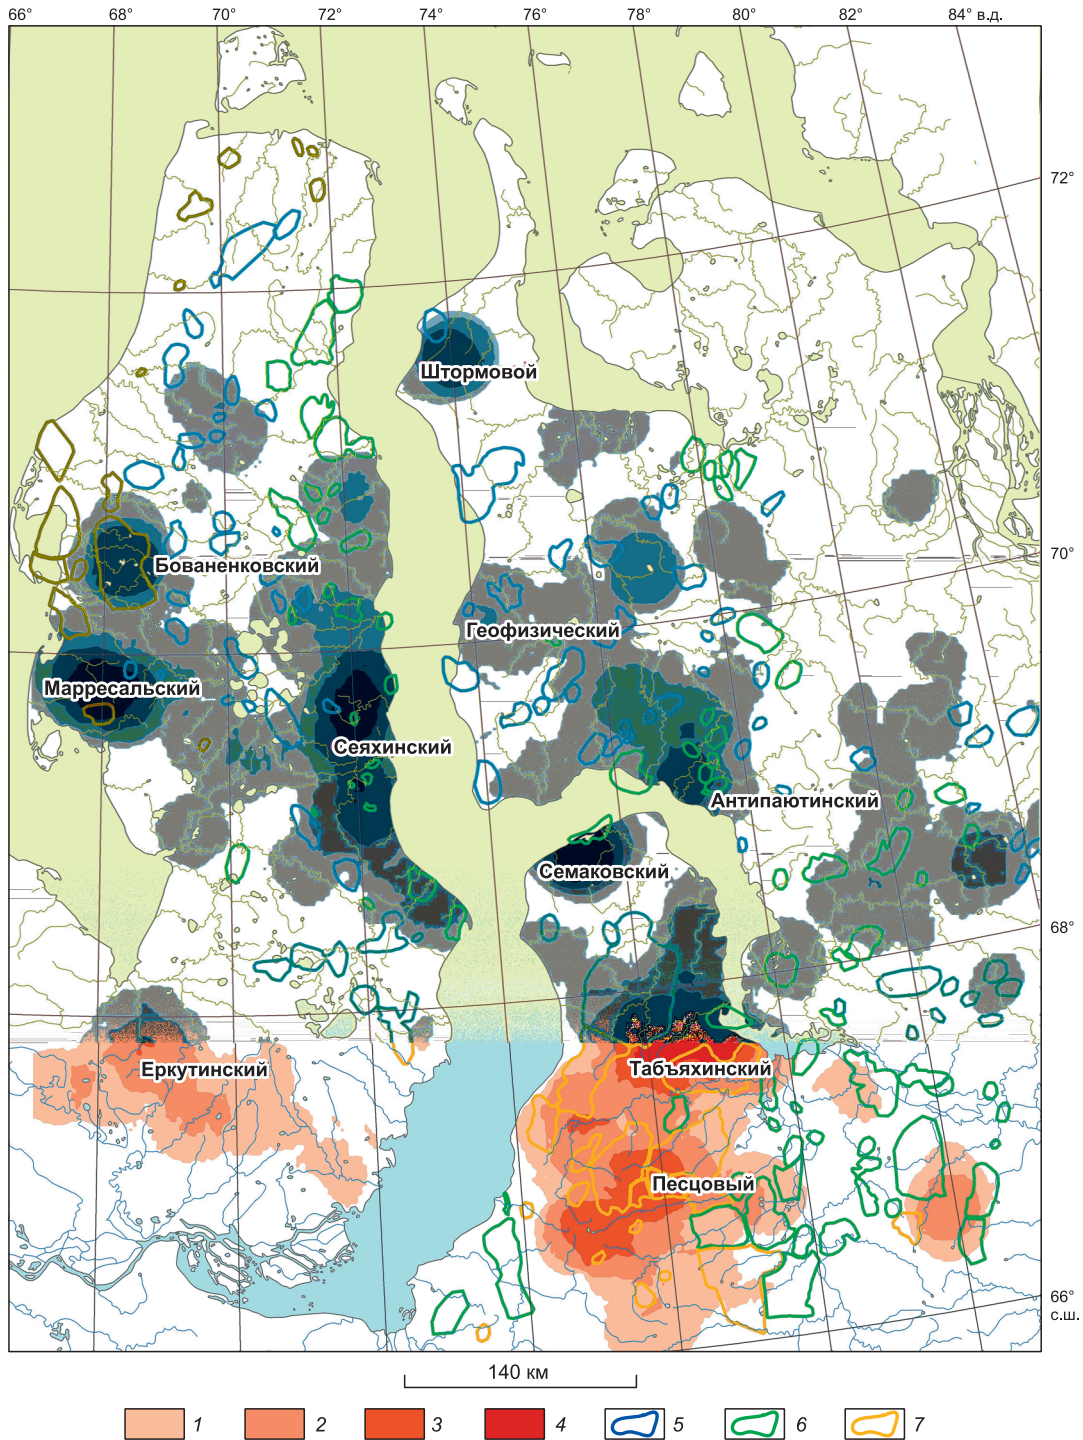 66° 68° 70° 72° 74° 76° 78° 80° 82° 84° в.д.
72°
Штормовой
70°
Бованенковский
Геофизический
Марресальский
Сеяхинский
Антипаютинский
Семаковский
68°
Еркутинский
Табъяхинский
Песцовый
66°
с.ш.
140 км
1 2 3 4 5 6 7